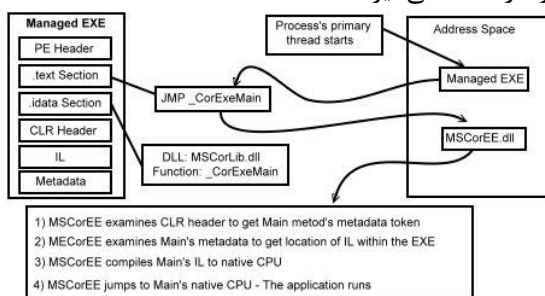 Managed EXE
PE Header
.text Section
.idata Section
CLR Header
IL
Metadata
JMP _CorExeMain
DLL: MSCorLib.dll
Function: _CorExeMain
Process's primary
thread starts
Address Space
Managed EXE
MSCorEE.dll
1) MSCorEE examines CLR header to get Main metod's metadata token
2) MECorEE examines Main's metadata to get location of IL within the EXE
3) MSCorEE compiles Main's IL to native CPU
4) MSCorEE jumps to Main's native CPU - The application runs